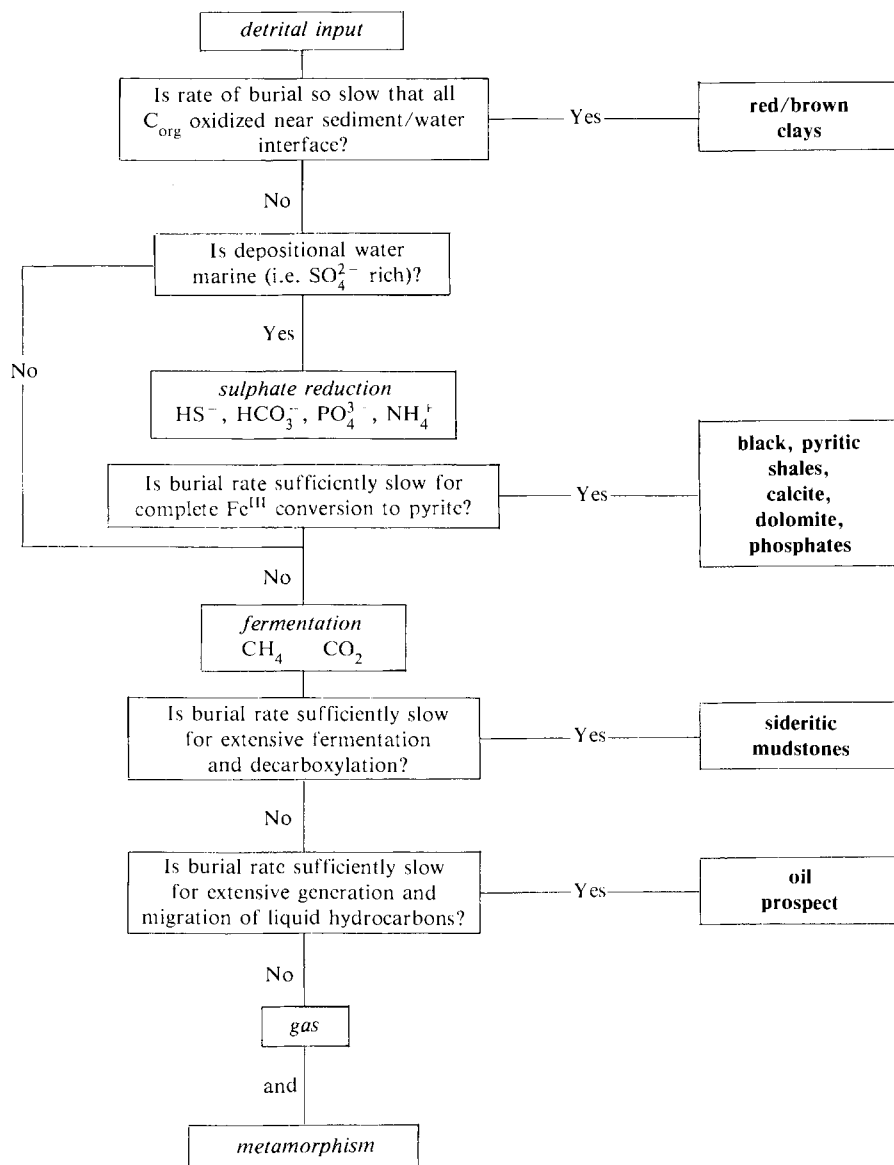 detrital input
Is rate of burial so slow that all
C_org oxidized near sediment/water
interface?
Yes
red/brown
clays
No
Is depositional water
marine (i.e. SO₄²⁻ rich)?
Yes
No
sulphate reduction
HS⁻, HCO₃⁻, PO₄³⁻, NH₄⁺
Is burial rate sufficiently slow for
complete Feᴵᴵᴵ conversion to pyrite?
Yes
black, pyritic
shales,
calcite,
dolomite,
phosphates
No
fermentation
CH₄ CO₂
Is burial rate sufficiently slow
for extensive fermentation
and decarboxylation?
Yes
sideritic
mudstones
No
Is burial rate sufficiently slow
for extensive generation and
migration of liquid hydrocarbons?
Yes
oil
prospect
No
gas
and
metamorphism